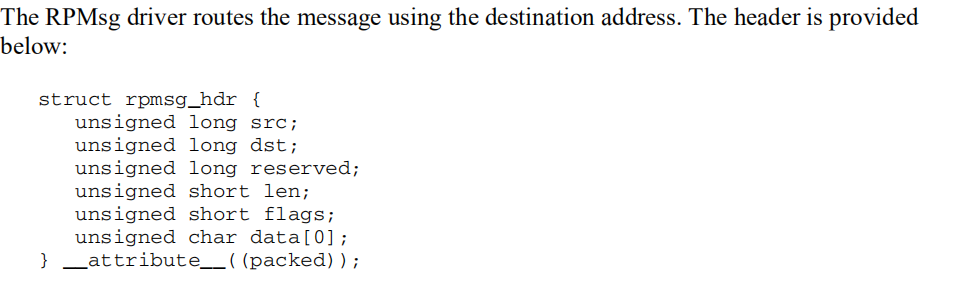 The RPMsg driver routes the message using the destination address. The header is provided
below:
struct rpmsg_hdr {
unsigned long src;
unsigned long dst;
unsigned long reserved;
unsigned short len;
unsigned short flags;
unsigned char data[0];
} __attribute__((packed));